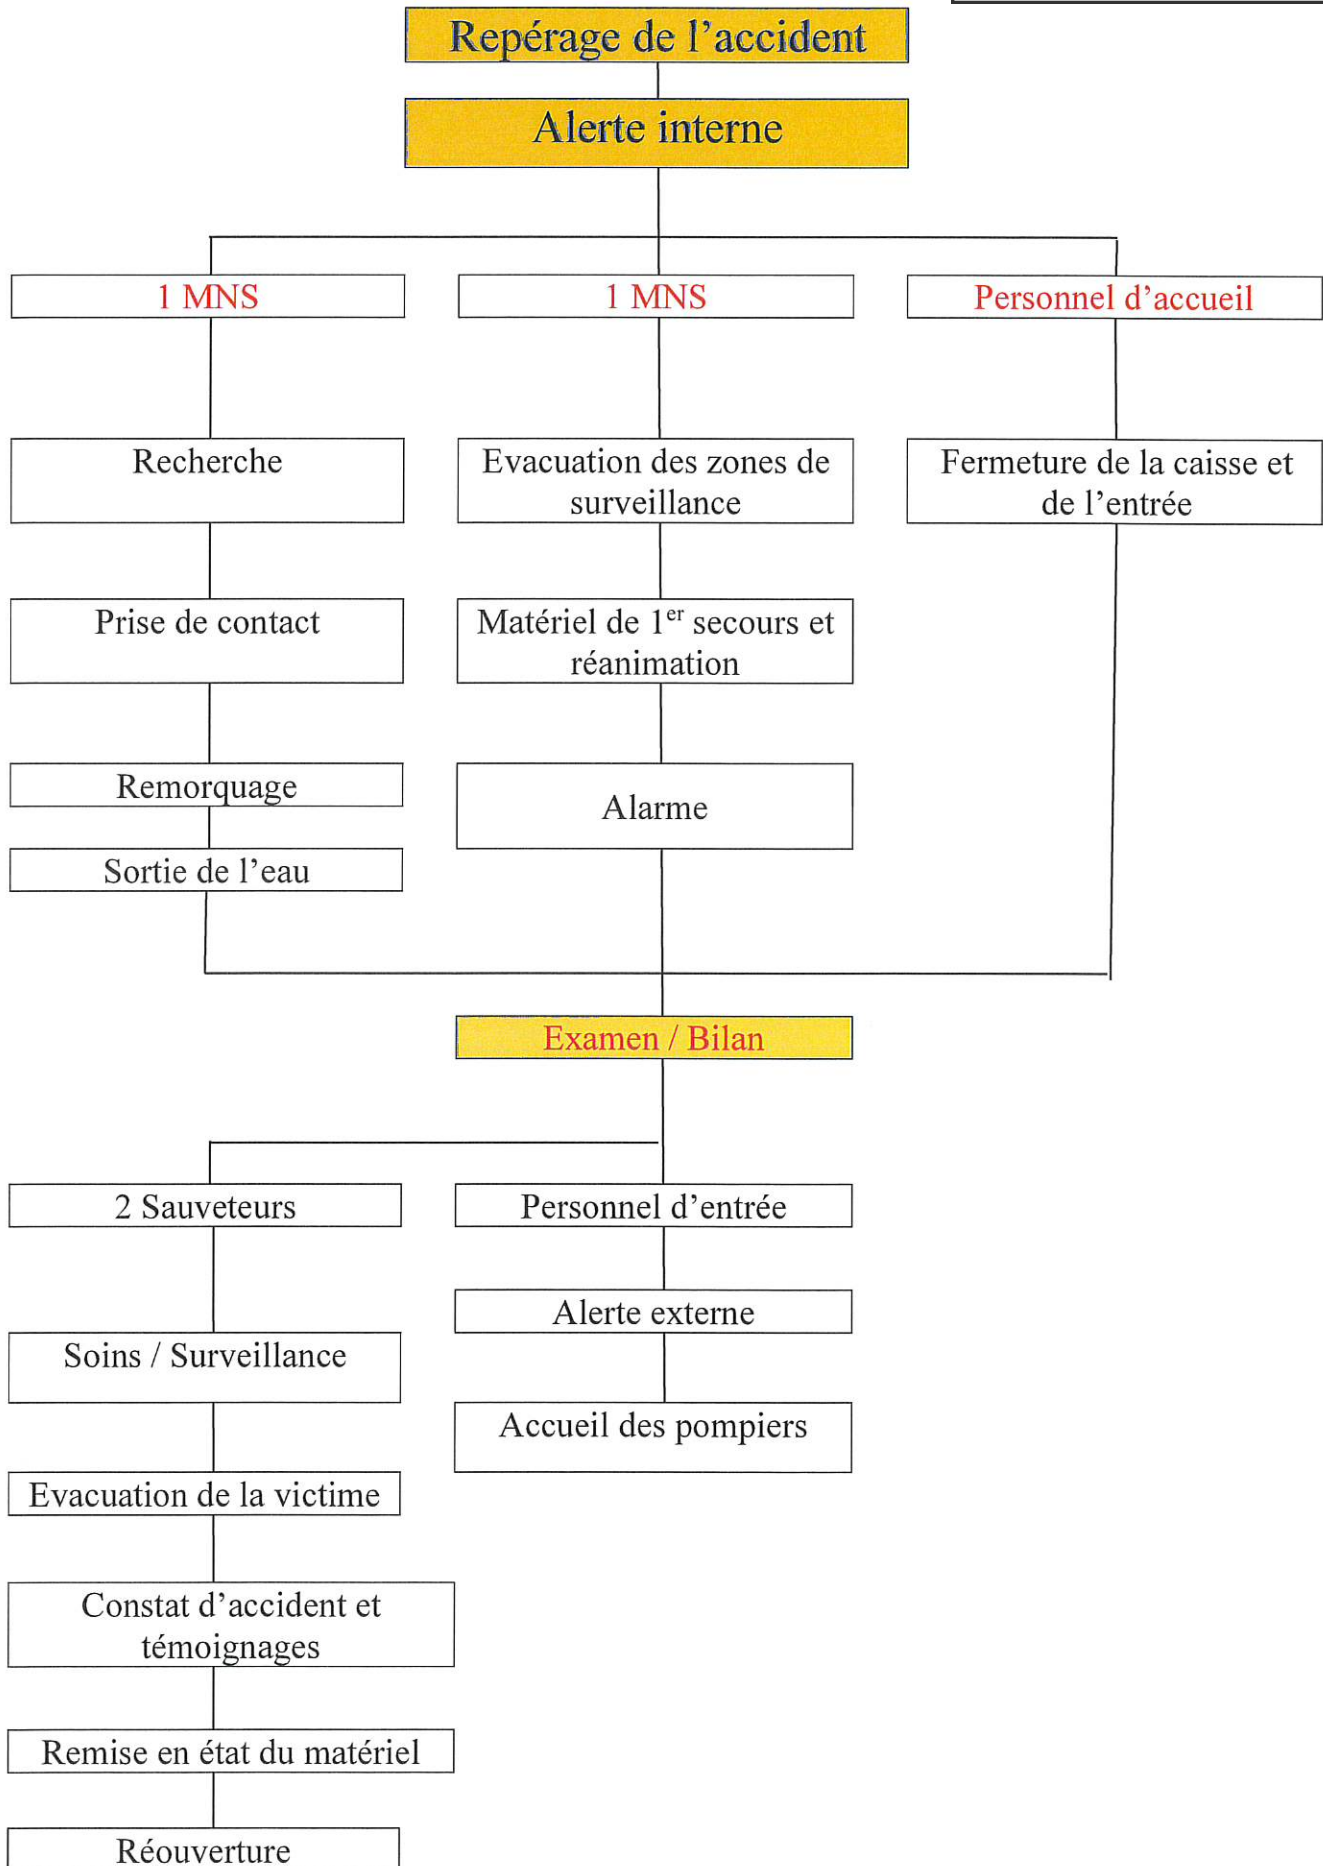 Repérage de l'accident
Alerte interne
1 MNS
1 MNS
Personnel d'accueil
Recherche
Evacuation des zones de
surveillance
Fermeture de la caisse et
de l'entrée
Prise de contact
Matériel de 1er secours et
réanimation
Remorquage
Alarme
Sortie de l'eau
Examen / Bilan
2 Sauveteurs
Personnel d'entrée
Alerte externe
Soins / Surveillance
Accueil des pompiers
Evacuation de la victime
Constat d'accident et
témoignages
Remise en état du matériel
Réouverture